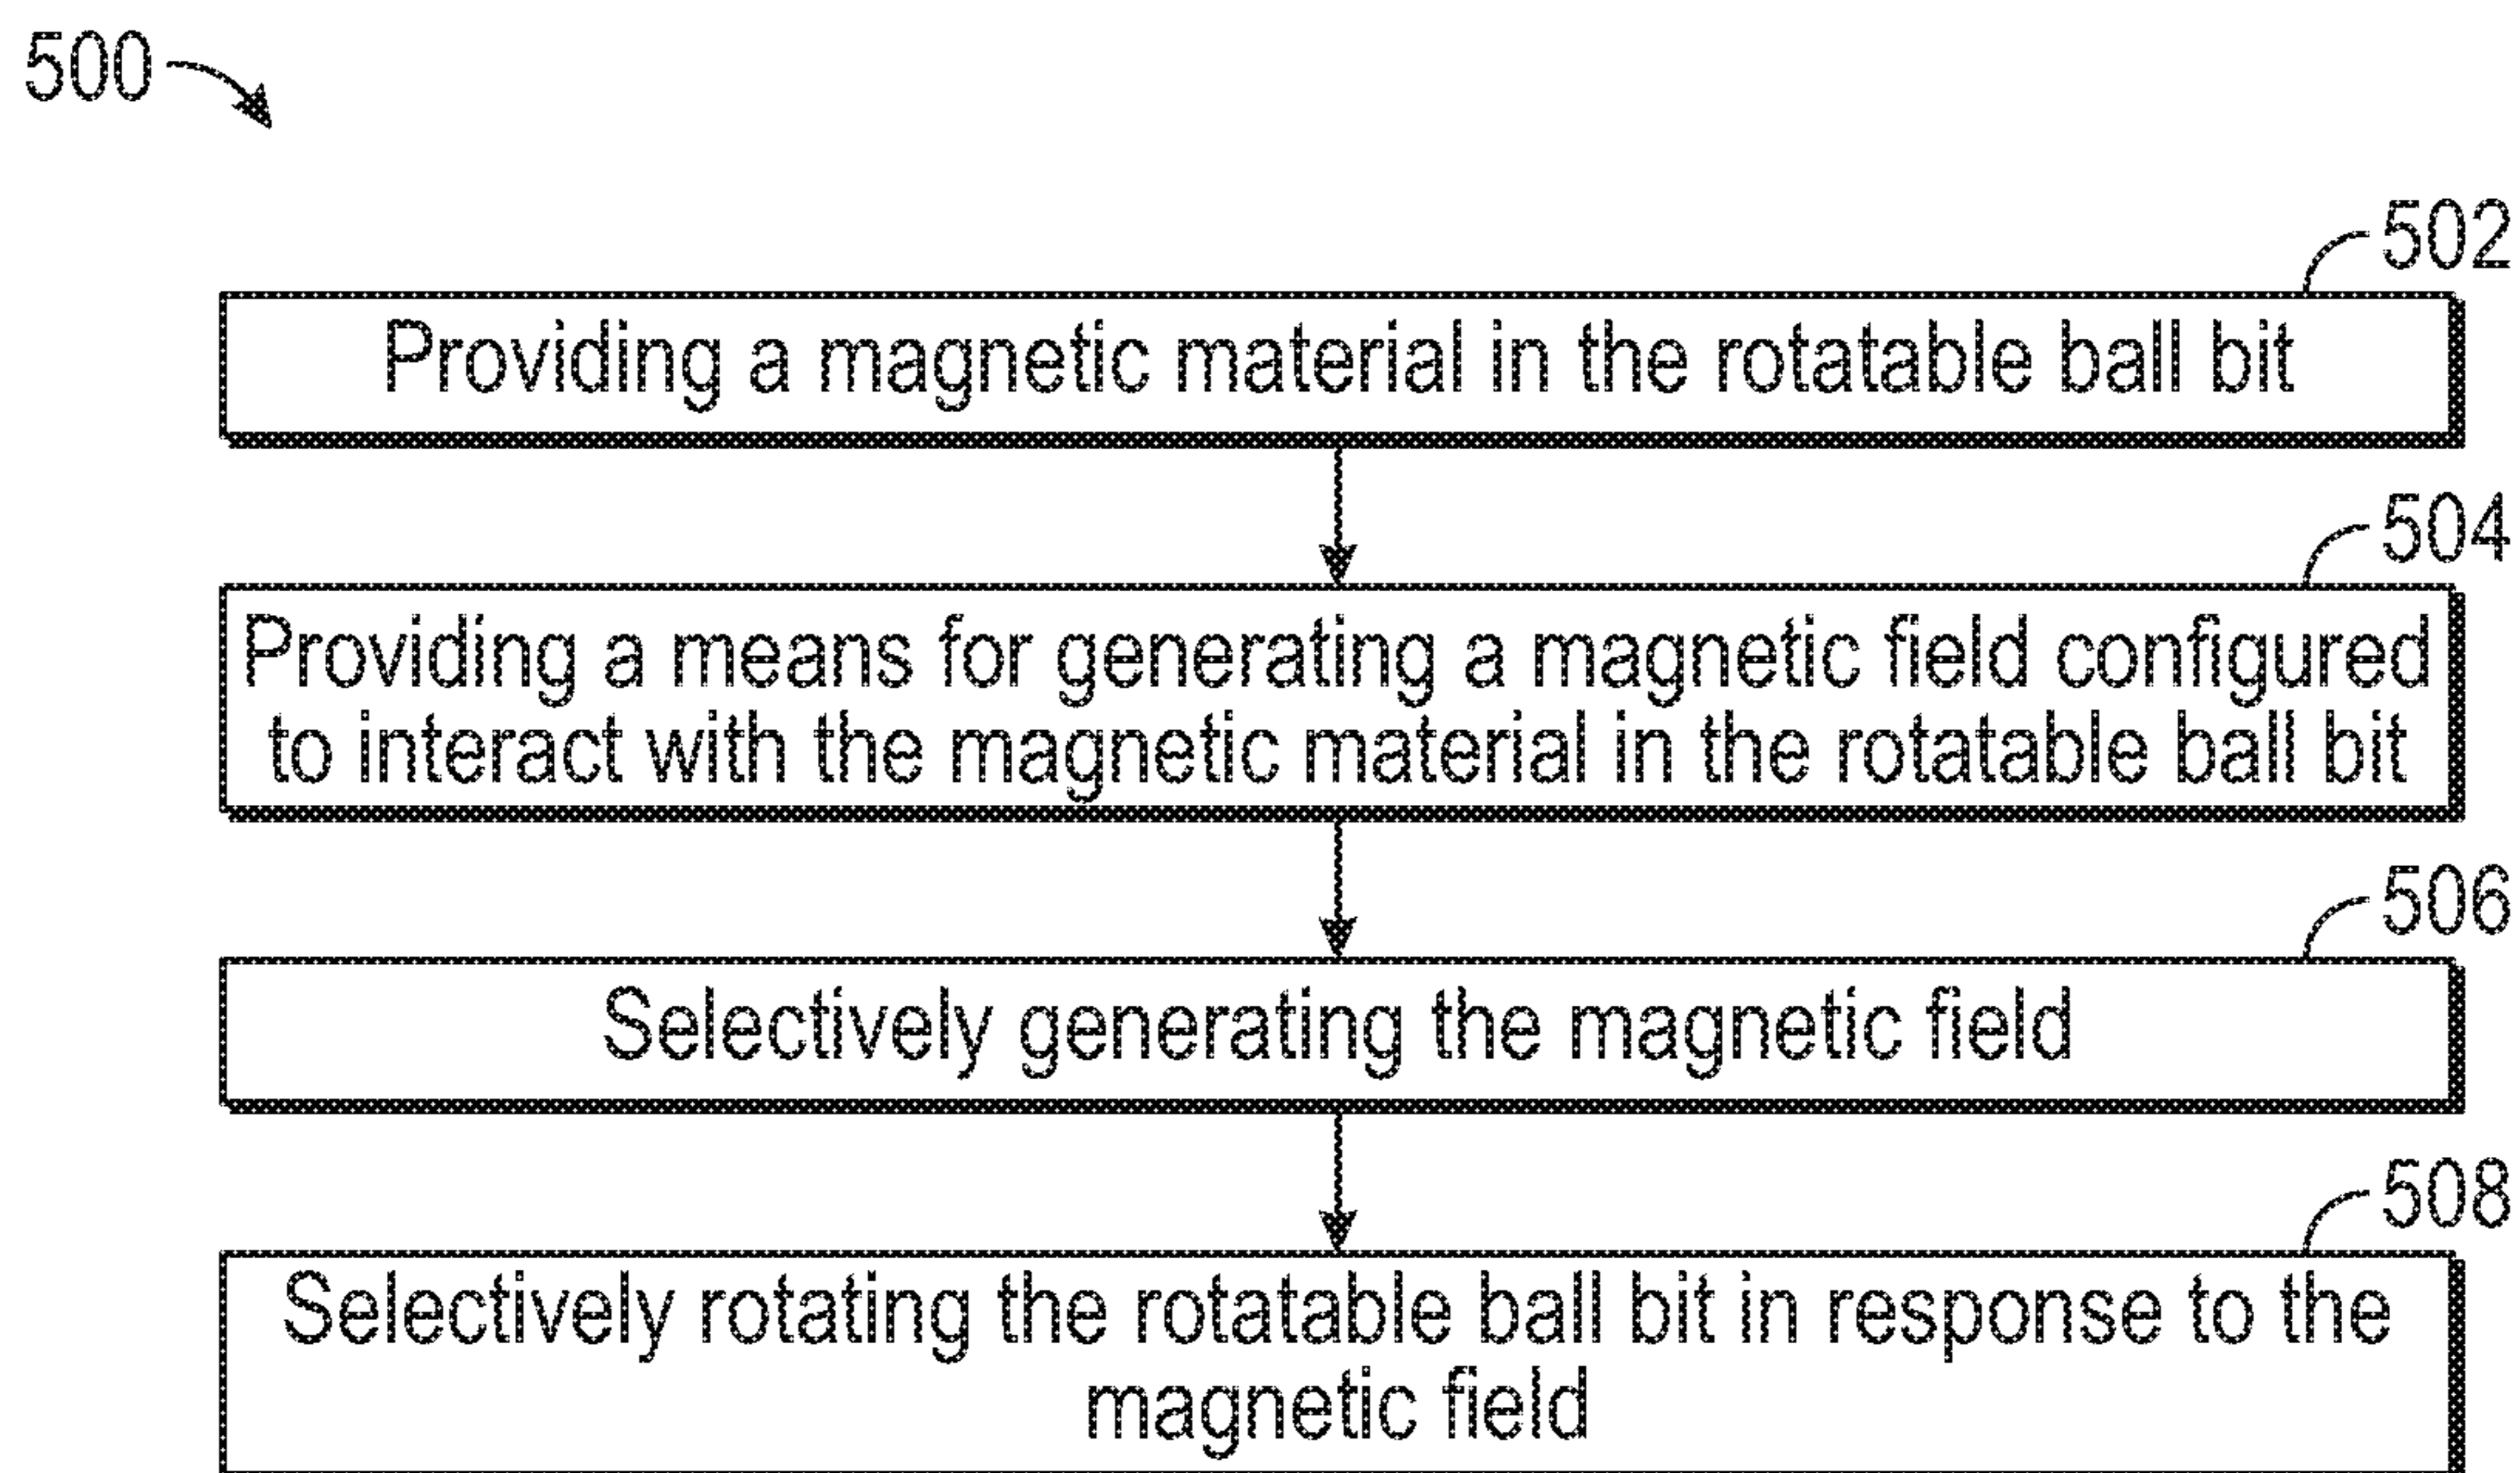 500
502
Providing a magnetic material in the rotatable ball bit
504
Providing a means for generating a magnetic field configured
to interact with the magnetic material in the rotatable ball bit
506
Selectively generating the magnetic field
508
Selectively rotating the rotatable ball bit in response to the
magnetic field